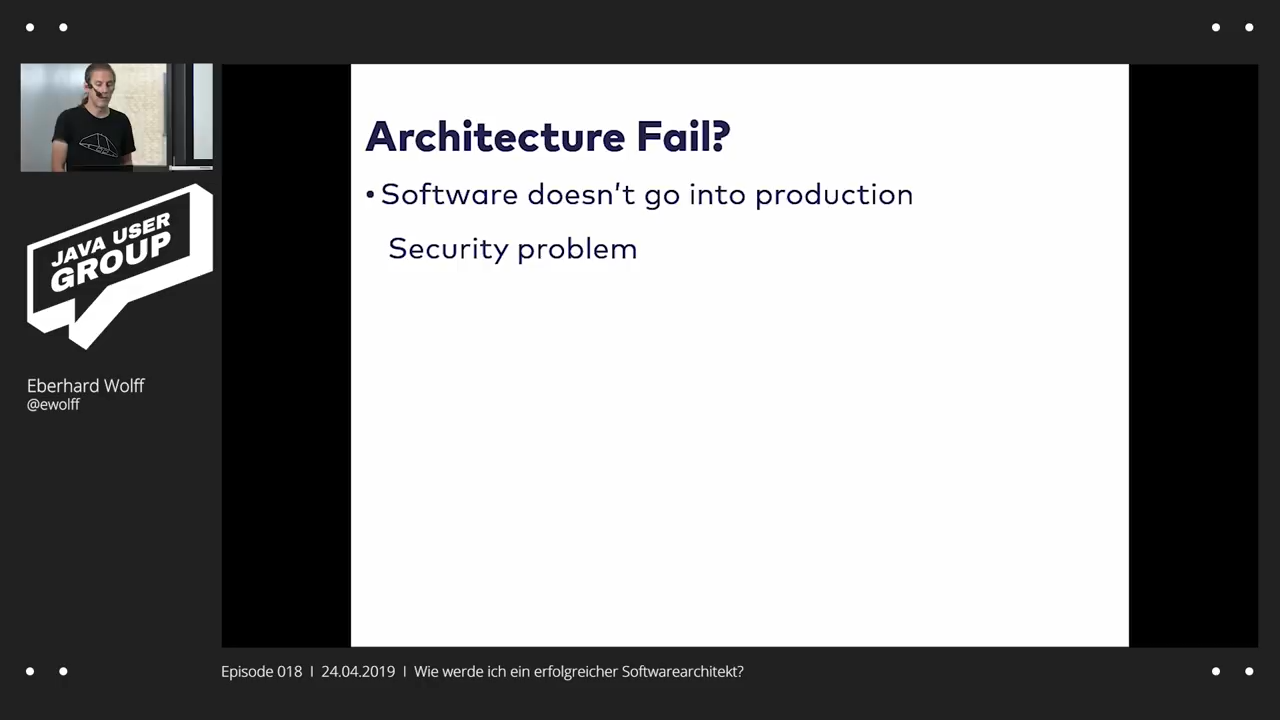 Architecture Fail?
• Software doesn't go into production
Security problem
JAVA USER
GROUP
Eberhard Wolff
@ewolff
Episode 018 I 24.04.2019 I Wie werde ich ein erfolgreicher Softwarearchitekt?